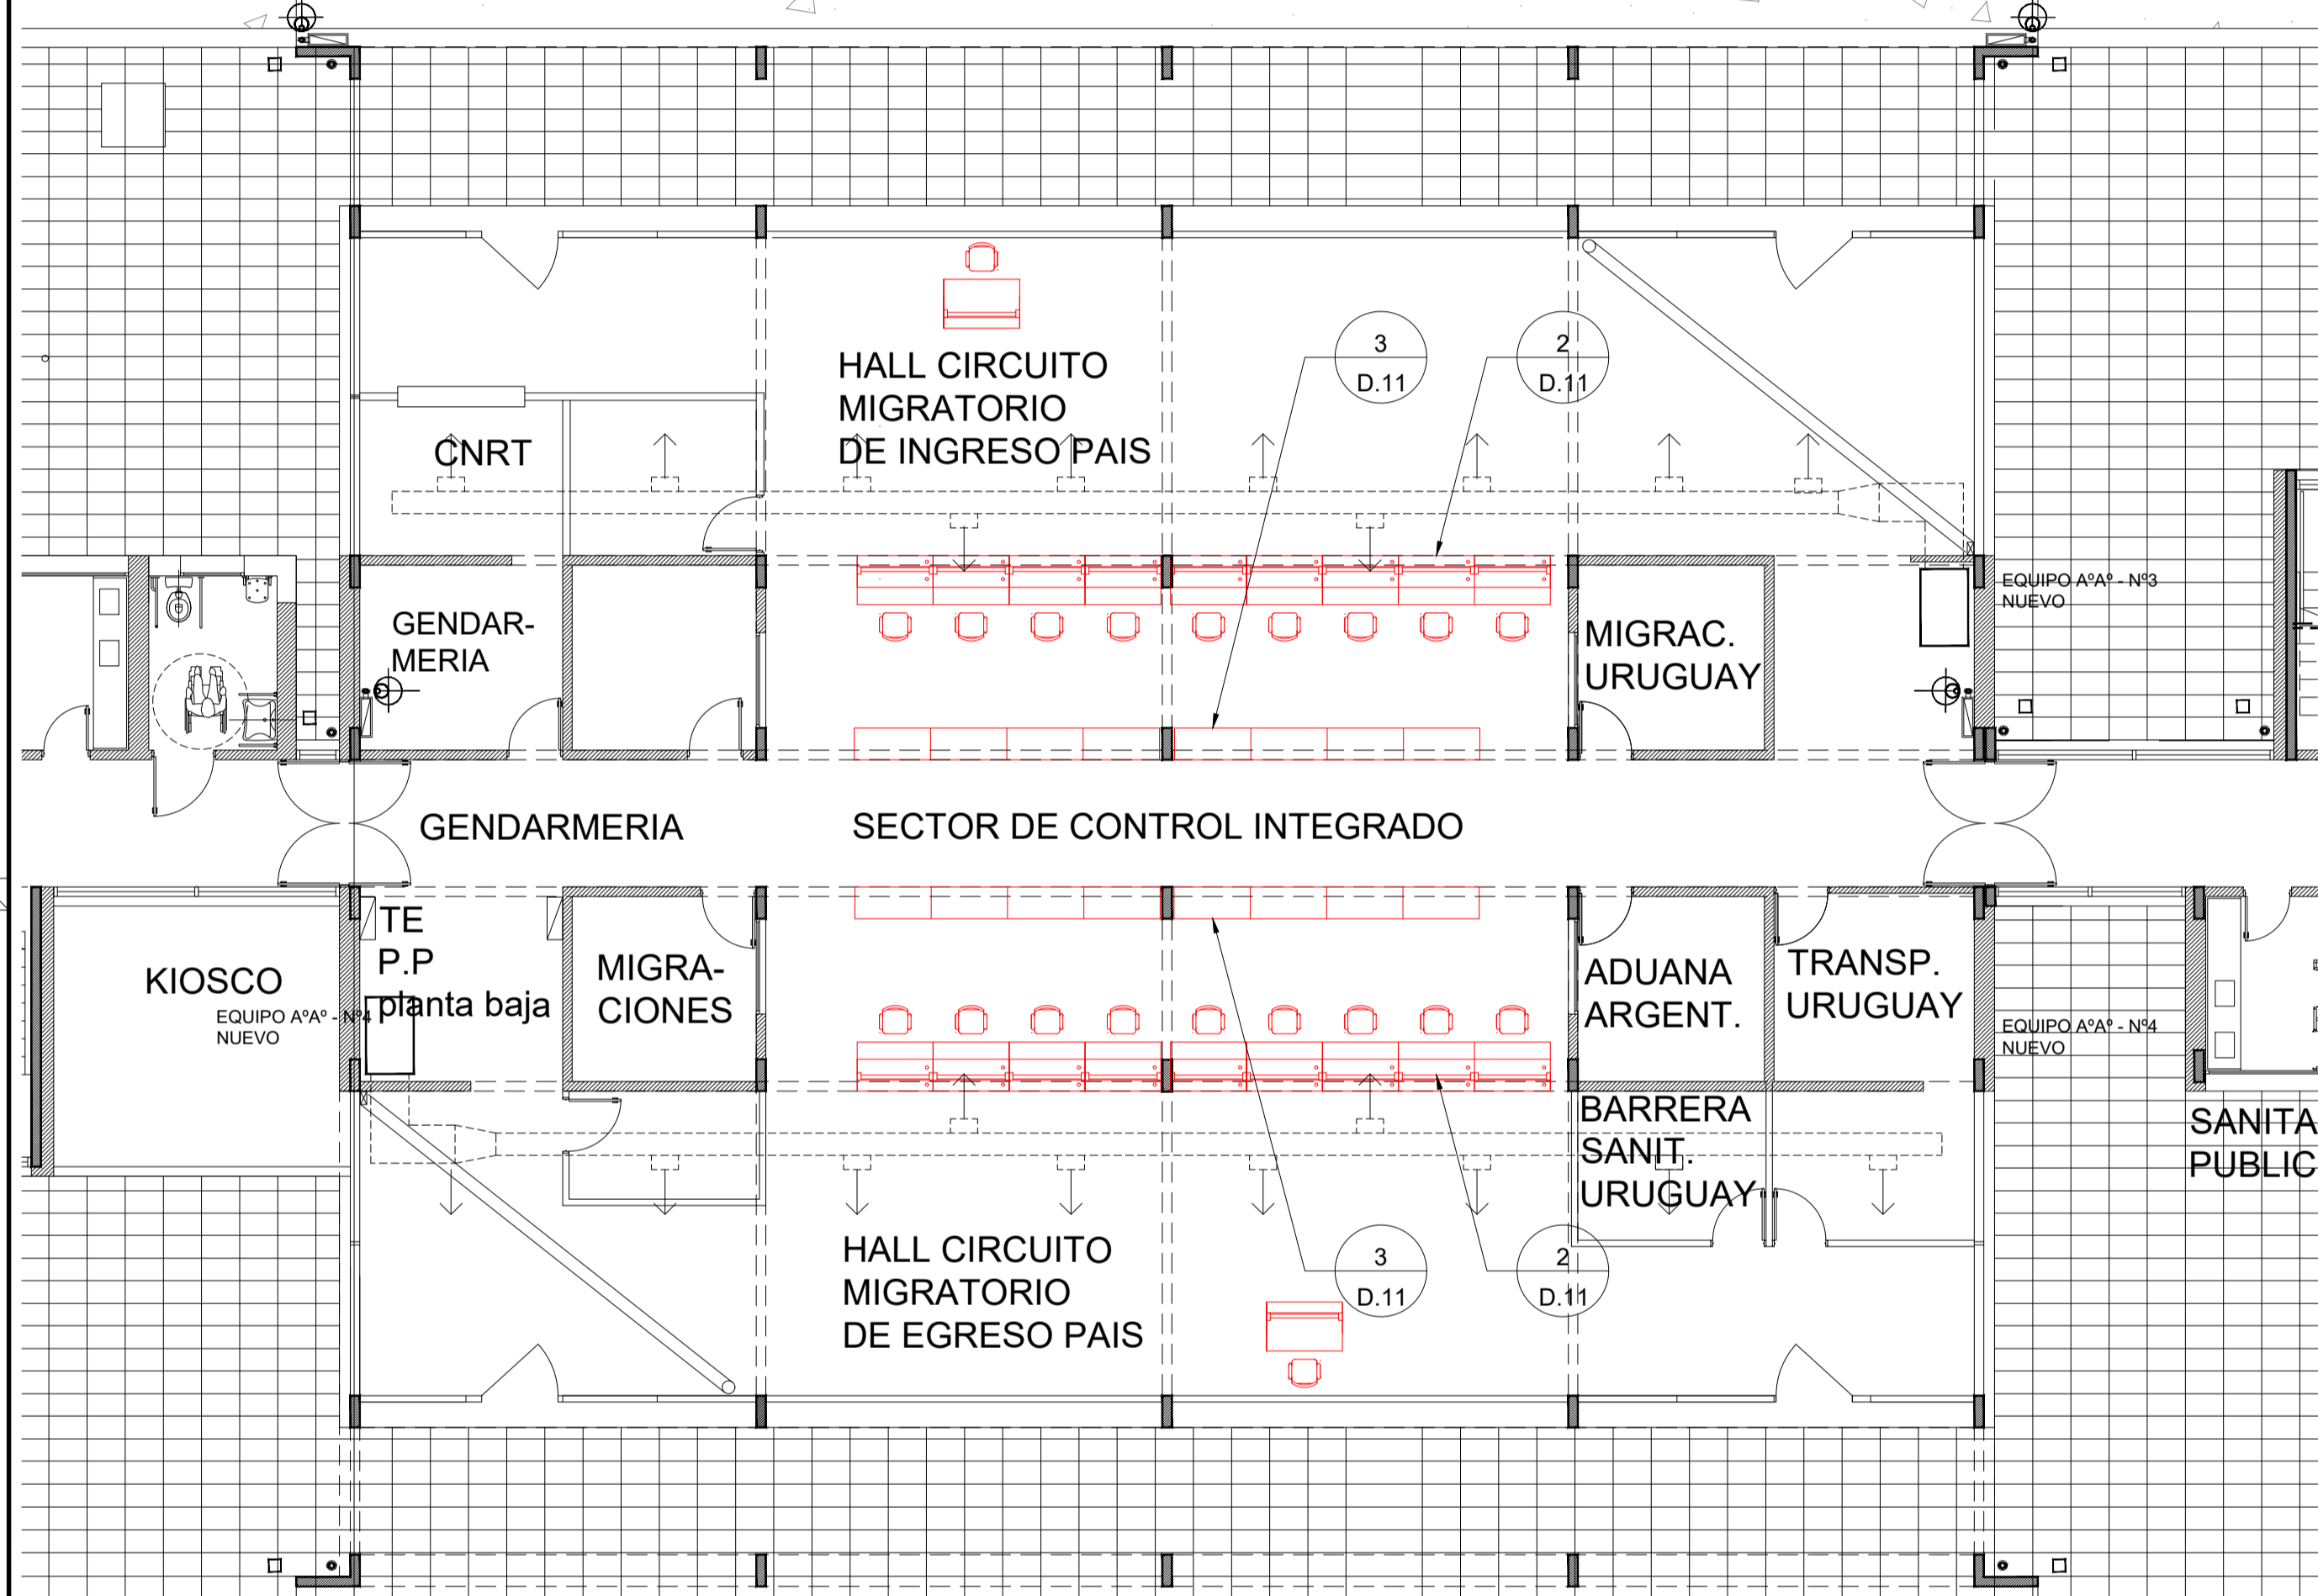 HALL CIRCUITO
MIGRATORIO
DE INGRESO PAIS
3
D.11
2
D.11
CNRT
GENDAR-
MERIA
MIGRAC.
URUGUAY
EQUIPO AºAº - Nº3
NUEVO
GENDARMERIA
SECTOR DE CONTROL INTEGRADO
KIOSCO
EQUIPO AºAº - Nº4
NUEVO
TE
P.P
planta baja
MIGRA-
CIONES
ADUANA
ARGENT.
TRANSP.
URUGUAY
EQUIPO AºAº - Nº4
NUEVO
BARRERA
SANIT.
URUGUAY
SANITA
PUBLIC
HALL CIRCUITO
MIGRATORIO
DE EGRESO PAIS
3
D.11
2
D.11